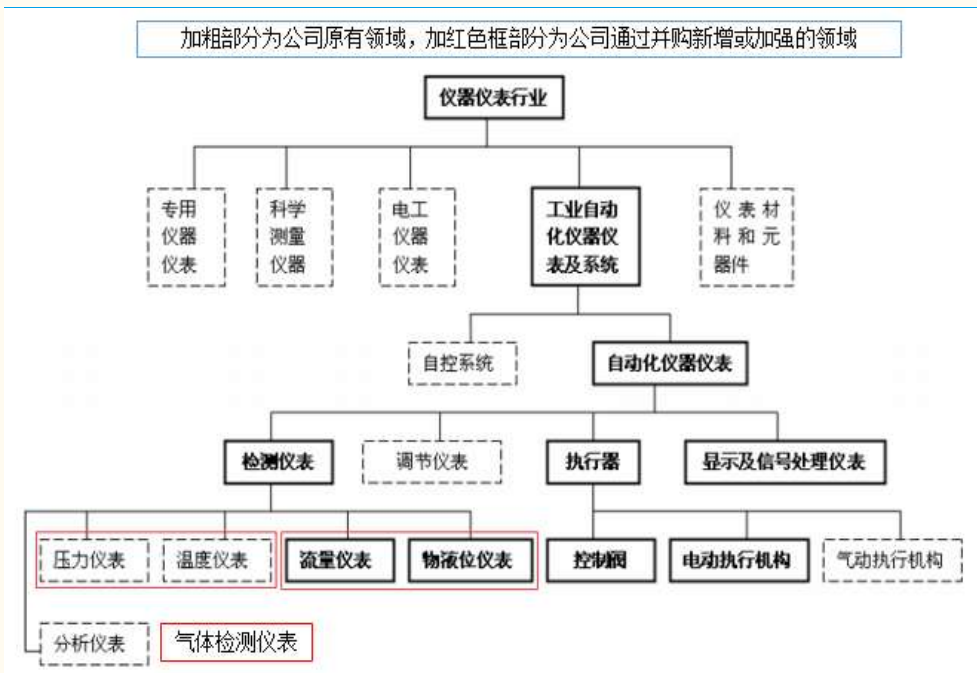 加粗部分为公司原有领域，加红色框部分为公司通过并购新增或加强的领域
仪器仪表行业
专用
仪器
仪表
科学
测量
仪器
电工
仪器
仪表
工业自动
化仪器仪
表及系统
仪表材
料和元
器件
自控系统
自动化仪器仪表
检测仪表
调节仪表
执行器
显示及信号处理仪表
压力仪表
温度仪表
流量仪表
物液位仪表
控制阀
电动执行机构
气动执行机构
分析仪表
气体检测仪表